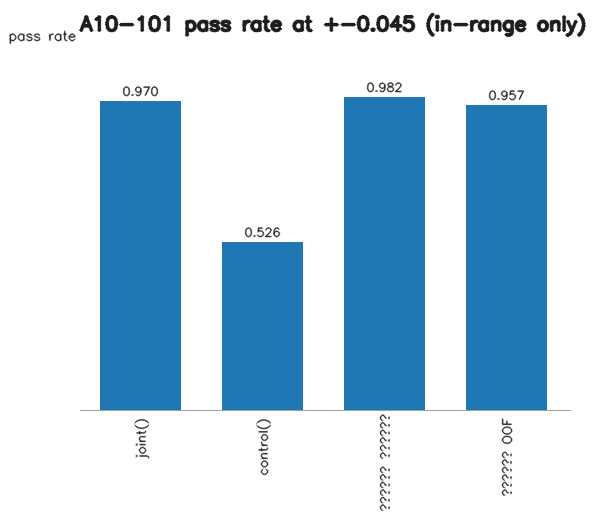 A10-101 pass rate at +-0.045 (in-range only)
pass rate
0.970
0.526
0.982
0.957
joint()
control()
?????? ??????
?????? OOF